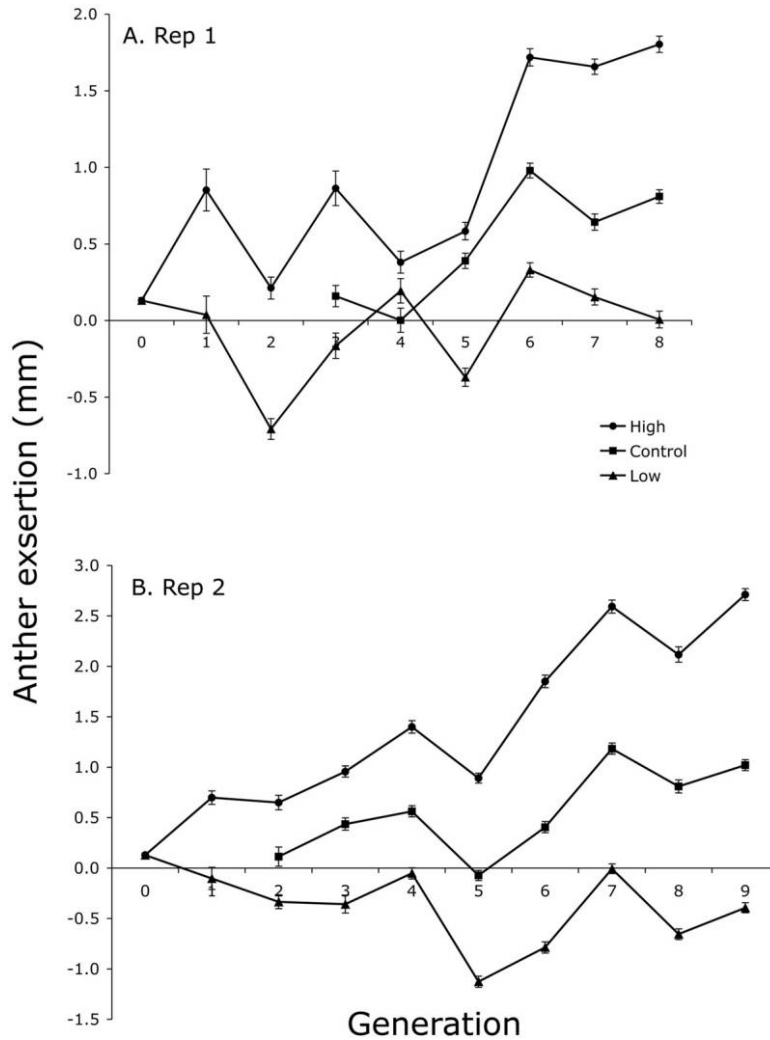 A. Rep 1
2.0
1.5
1.0
0.5
0.0
-0.5
-1.0
0 1 2 3 4 5 6 7 8
High
Control
Low
Anther exsertion (mm)
B. Rep 2
3.0
2.5
2.0
1.5
1.0
0.5
0.0
-0.5
-1.0
-1.5
0 1 2 3 4 5 6 7 8 9
Generation